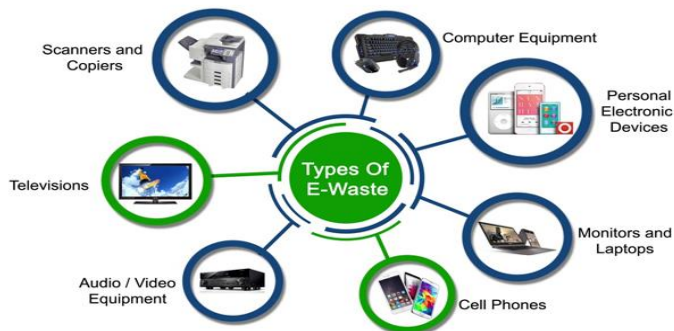 Scanners and
Copiers
Computer Equipment
Personal
Electronic
Devices
Types Of
E-Waste
Televisions
Monitors and
Laptops
Audio / Video
Equipment
Cell Phones